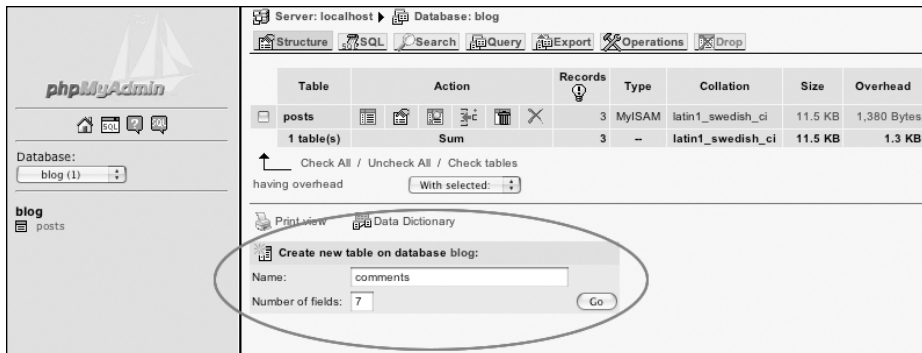 phpMyAdmin
SQL
Database:
blog (1)
blog
posts
Server: localhost Database: blog
Structure SQL Search Query Export Operations Drop
Table Action Records Type Collation Size Overhead
posts 3 MyISAM latin1_swedish_ci 11.5 KB 1,380 Bytes
1 table(s) Sum 3 -- latin1_swedish_ci 11.5 KB 1.3 KB
Check All / Uncheck All / Check tables
having overhead With selected:
Print view Data Dictionary
Create new table on database blog:
Name: comments
Number of fields: 7 Go